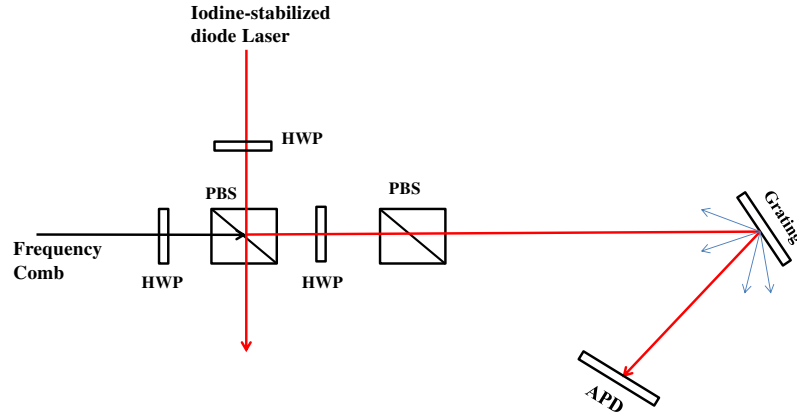 Iodine-stabilized
diode Laser
HWP
PBS
PBS
Grating
Frequency
Comb
HWP
HWP
APD